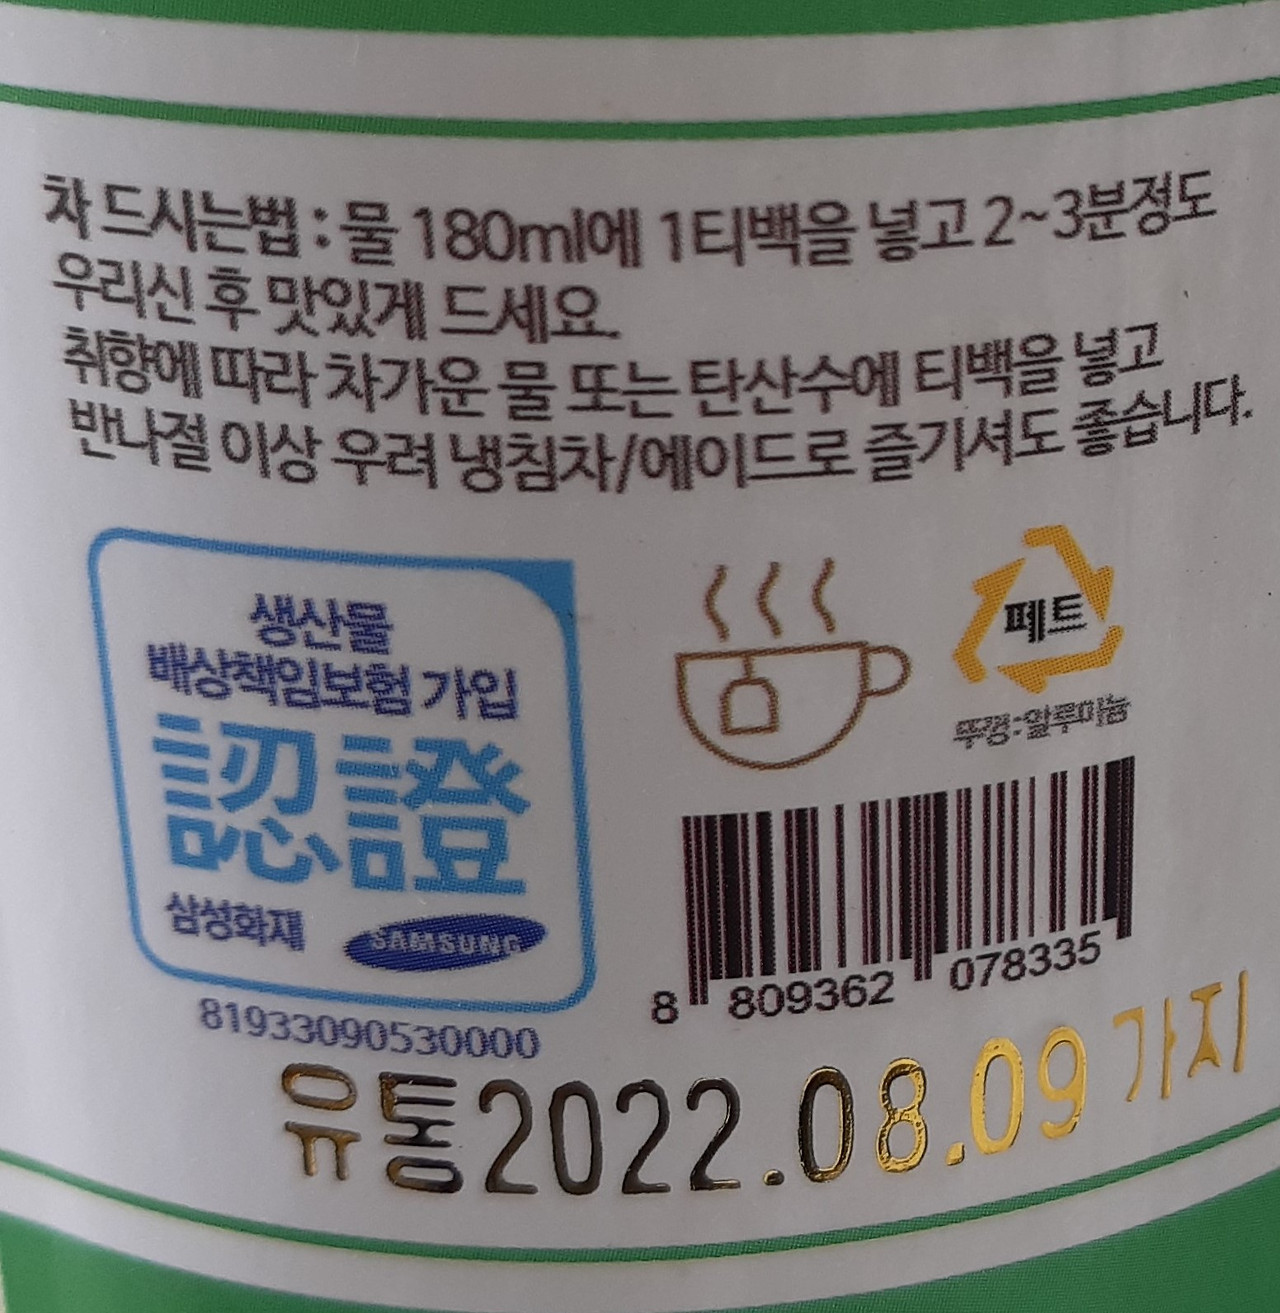 차 드시는법 : 물 180ml에 1티백을 넣고 2~3분정도
우리신 후 맛있게 드세요.
취향에 따라 차가운 물 또는 탄산수에 티백을 넣고
반나절 이상 우려 냉침차/에이드로 즐기셔도 좋습니다.
생산물
배상책임보험 가입
認證
삼성화재 SAMSUNG
81933090530000
페트
뚜껑:알루미늄
8 809362 078335
유통2022.08.09 까지